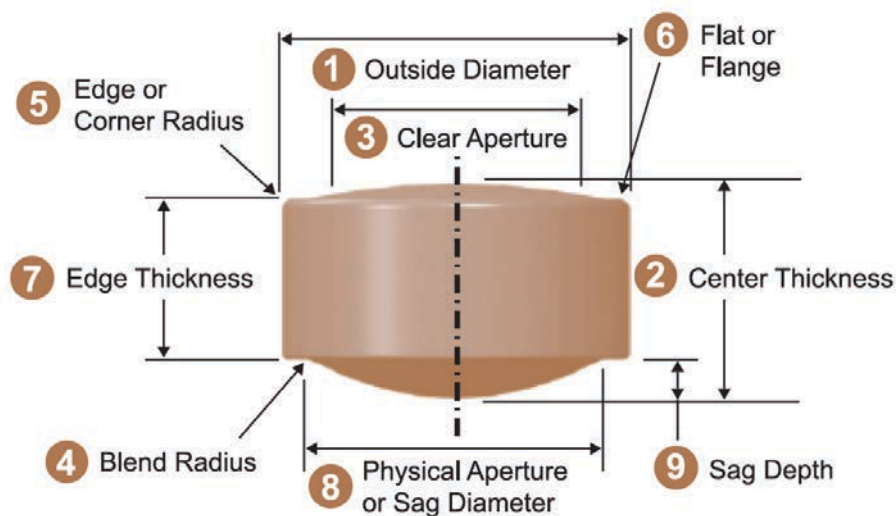 1 Outside Diameter
6 Flat or
Flange
5 Edge or
Corner Radius
3 Clear Aperture
7 Edge Thickness
2 Center Thickness
4 Blend Radius
8 Physical Aperture
or Sag Diameter
9 Sag Depth